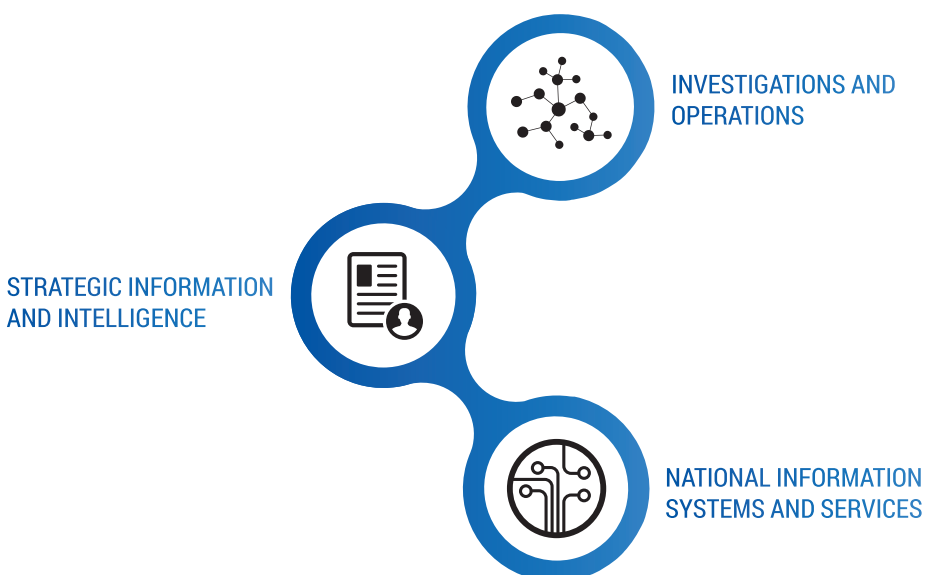 INVESTIGATIONS AND
OPERATIONS
STRATEGIC INFORMATION
AND INTELLIGENCE
NATIONAL INFORMATION
SYSTEMS AND SERVICES